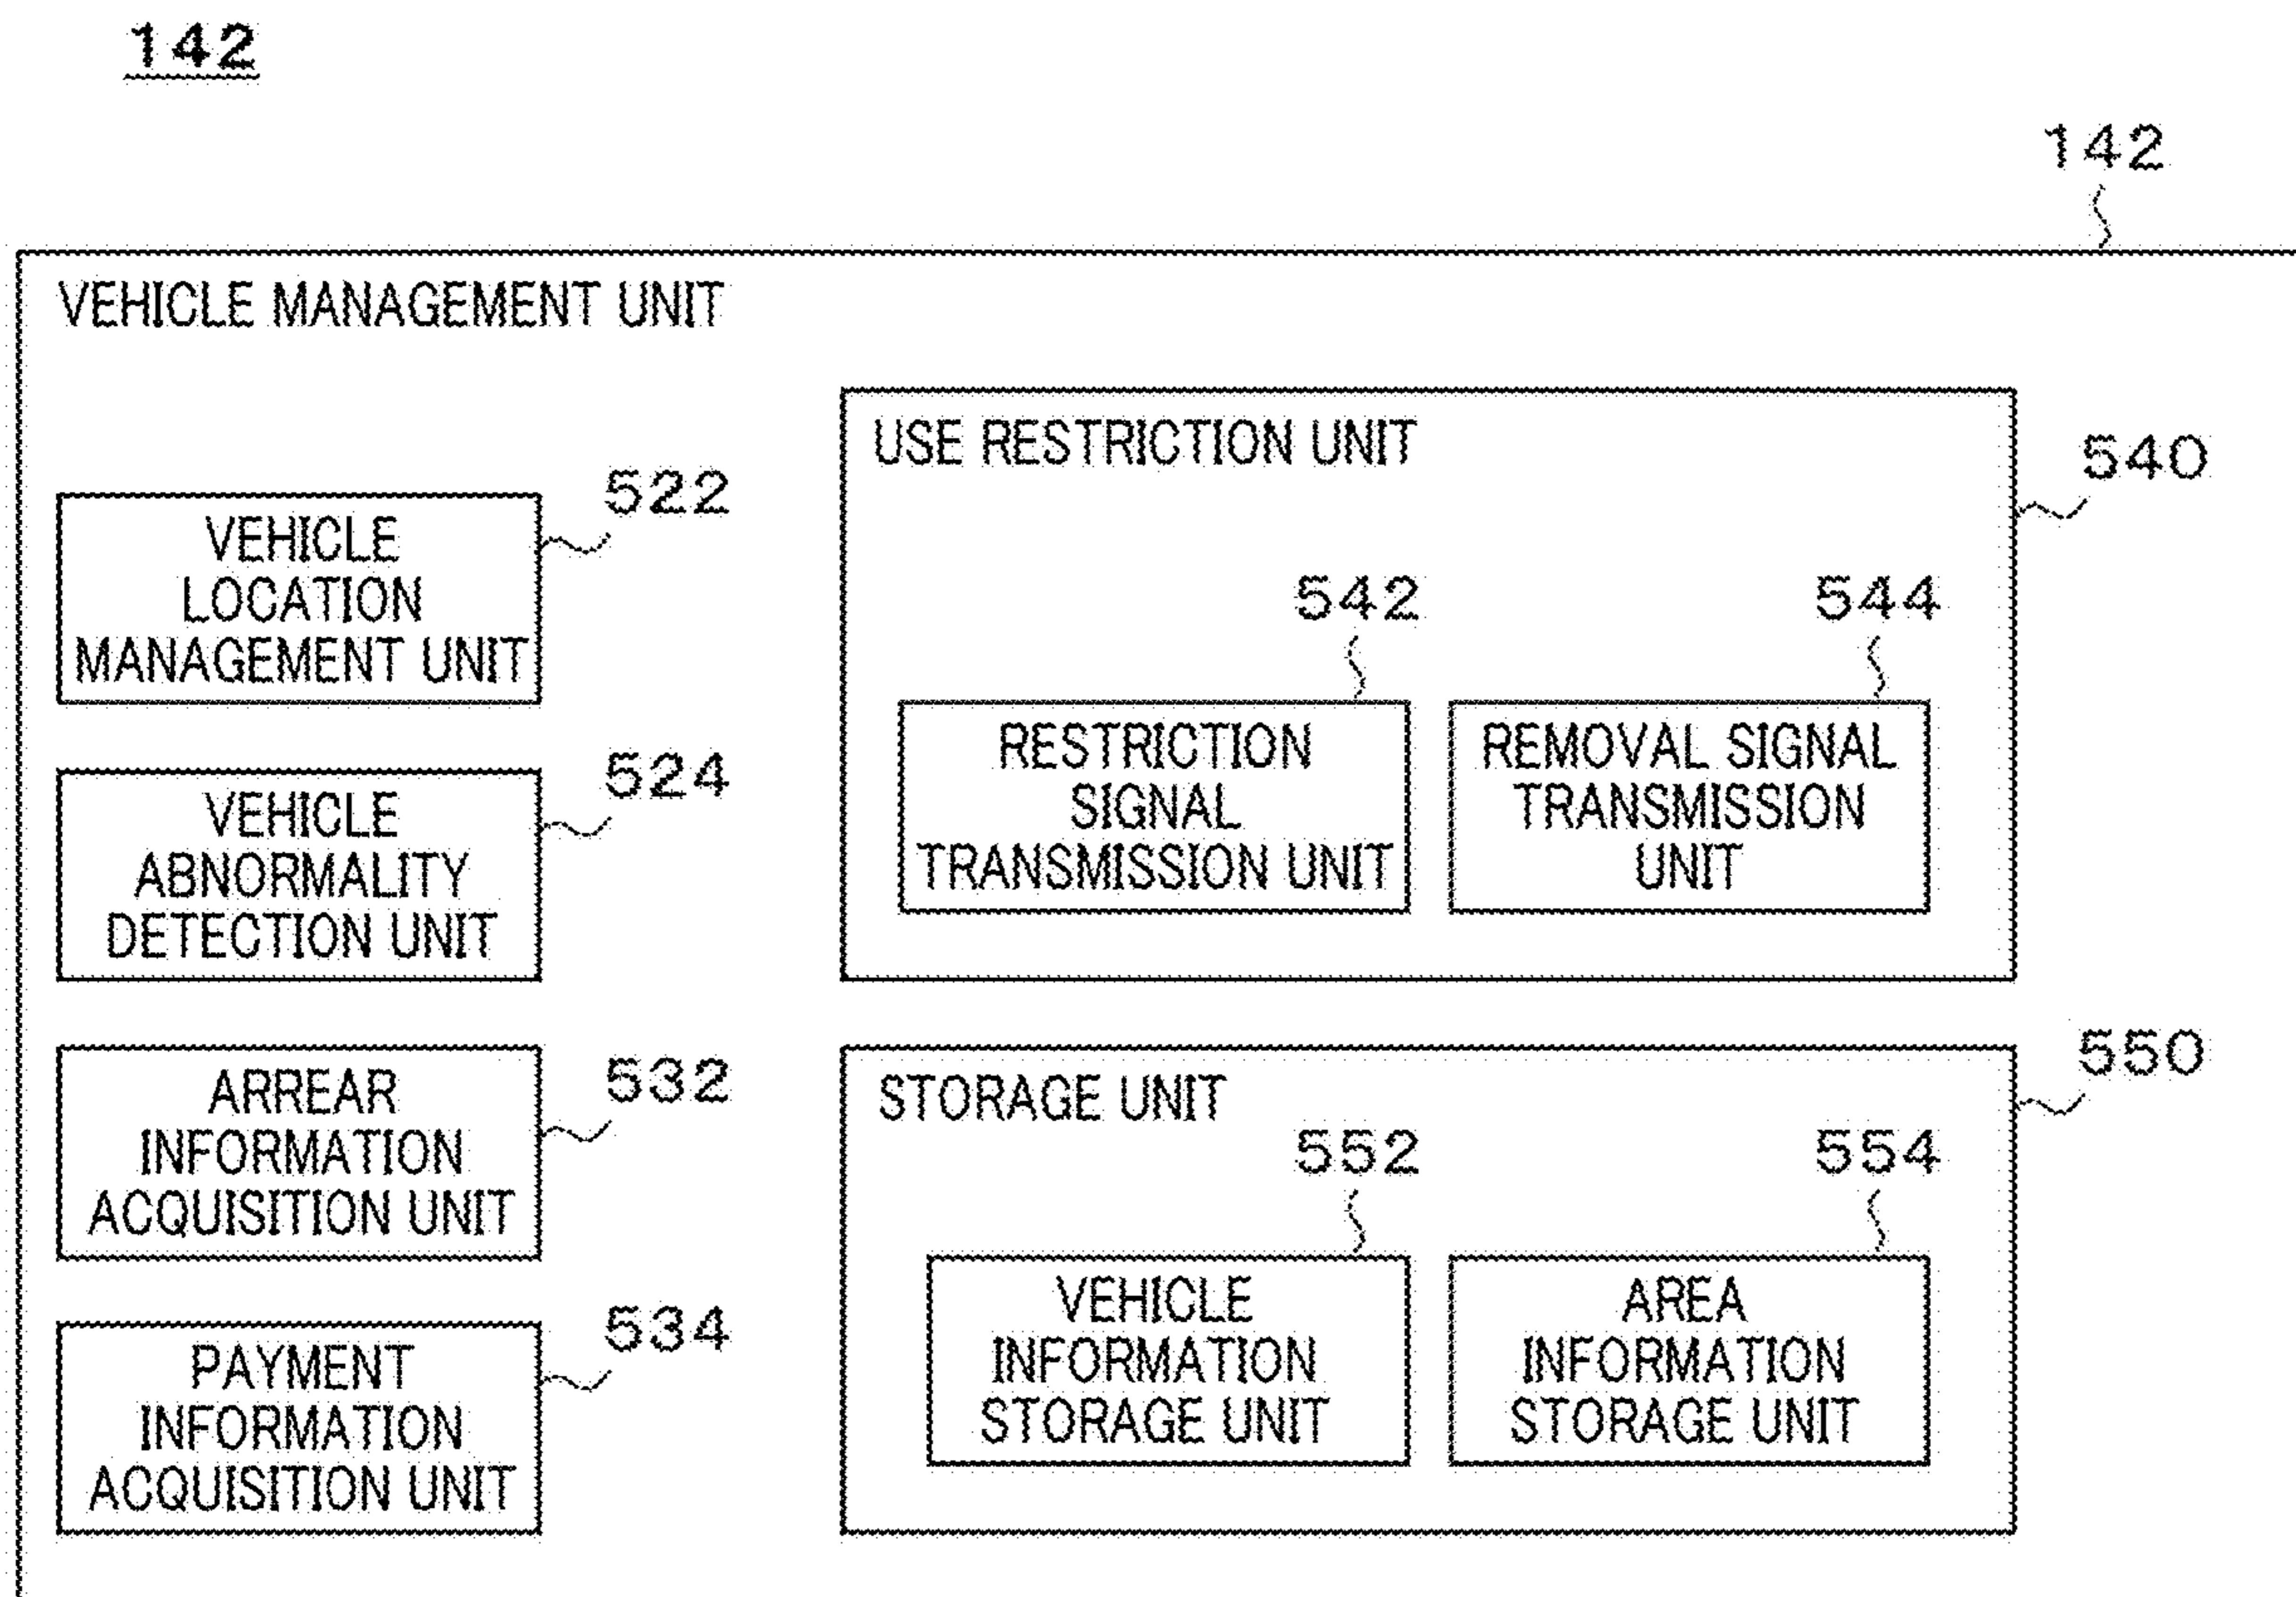 142
142
VEHICLE MANAGEMENT UNIT
522
VEHICLE
LOCATION
MANAGEMENT UNIT
524
VEHICLE
ABNORMALITY
DETECTION UNIT
532
ARREAR
INFORMATION
ACQUISITION UNIT
534
PAYMENT
INFORMATION
ACQUISITION UNIT
USE RESTRICTION UNIT
540
542
RESTRICTION
SIGNAL
TRANSMISSION UNIT
544
REMOVAL SIGNAL
TRANSMISSION
UNIT
STORAGE UNIT
550
552
VEHICLE
INFORMATION
STORAGE UNIT
554
AREA
INFORMATION
STORAGE UNIT